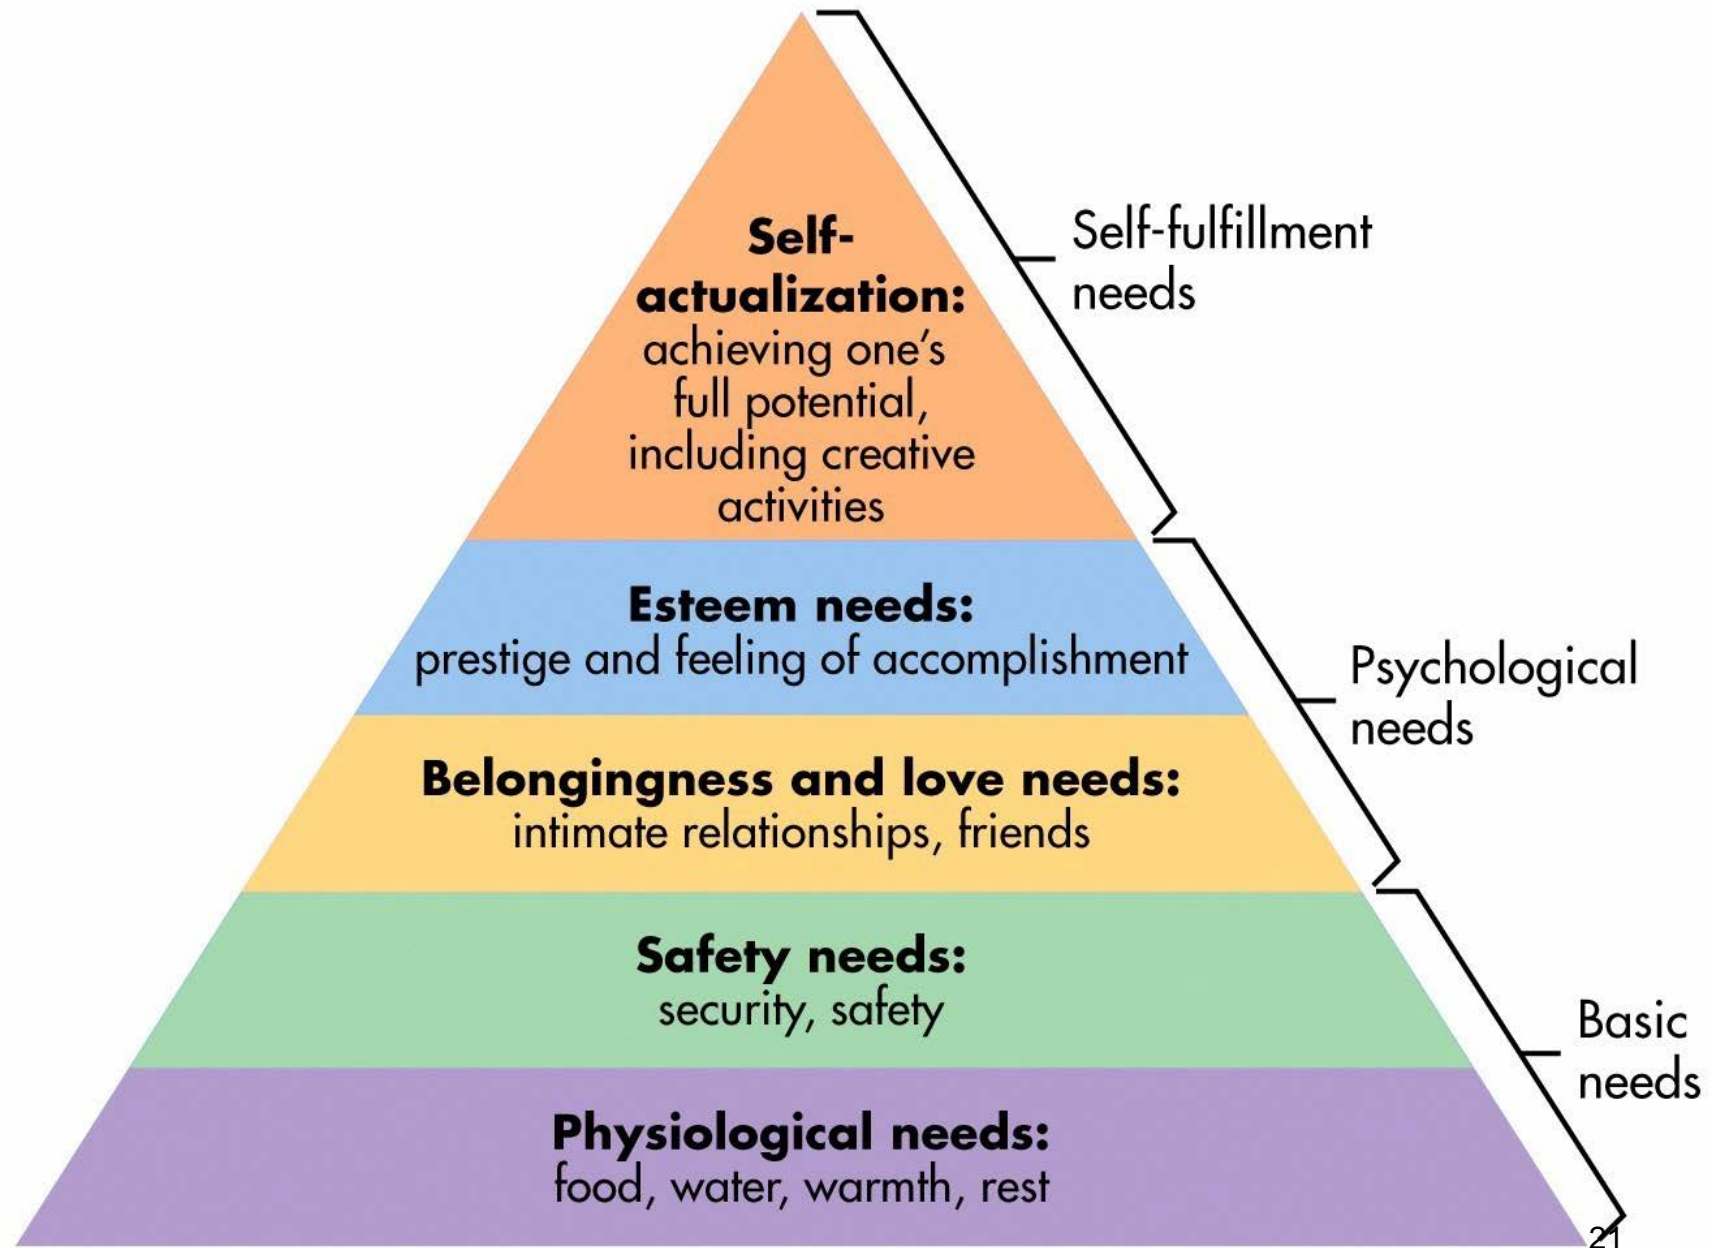 Self-
actualization:
achieving one's
full potential,
including creative
activities
Self-fulfillment
needs
Esteem needs:
prestige and feeling of accomplishment
Belongingness and love needs:
intimate relationships, friends
Psychological
needs
Safety needs:
security, safety
Physiological needs:
food, water, warmth, rest
Basic
needs
21